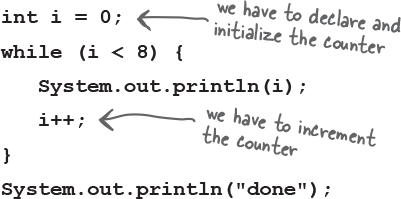 int i = 0;
we have to declare and
initialize the counter
while (i < 8) {
System.out.println(i);
i++;
we have to increment
the counter
}
System.out.println("done");